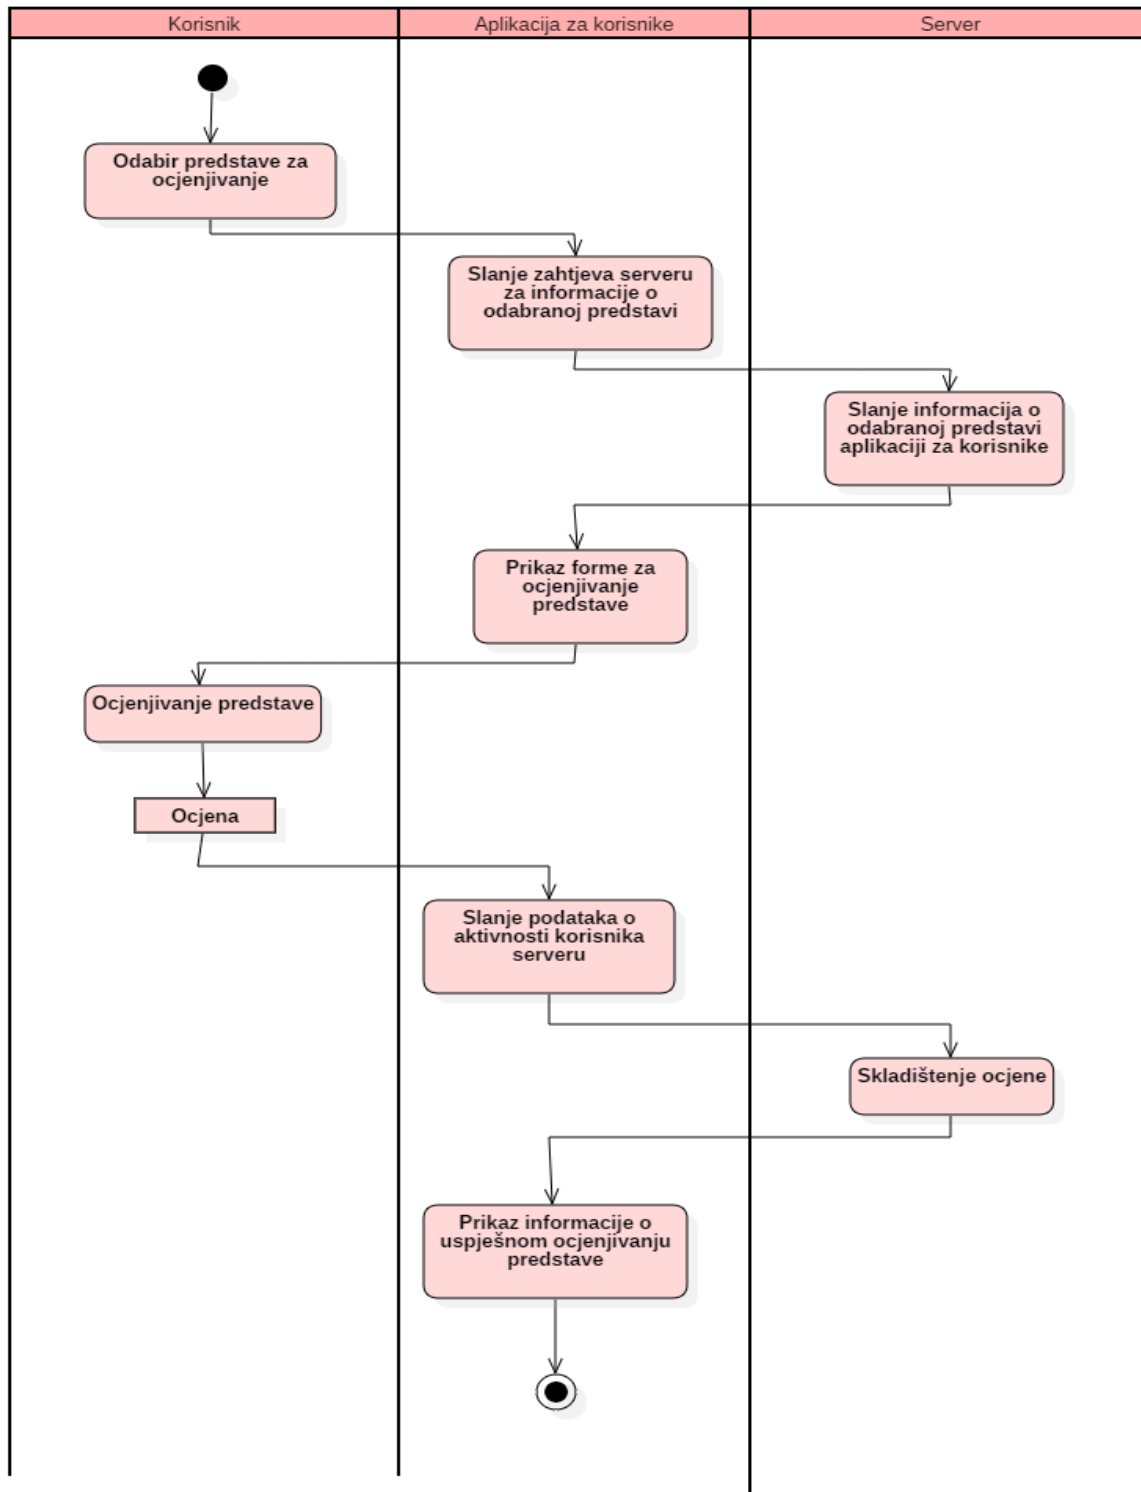 Korisnik
Aplikacija za korisnike
Server
Odabir predstave za
ocjenjivanje
Slanje zahtjeva serveru
za informacije o
odabranoj predstavi
Slanje informacija o
odabranoj predstavi
aplikaciji za korisnike
Prikaz forme za
ocjenjivanje
predstave
Ocjenjivanje predstave
Ocjena
Slanje podataka o
aktivnosti korisnika
serveru
Skladištenje ocjene
Prikaz informacije o
uspješnom ocjenjivanju
predstave